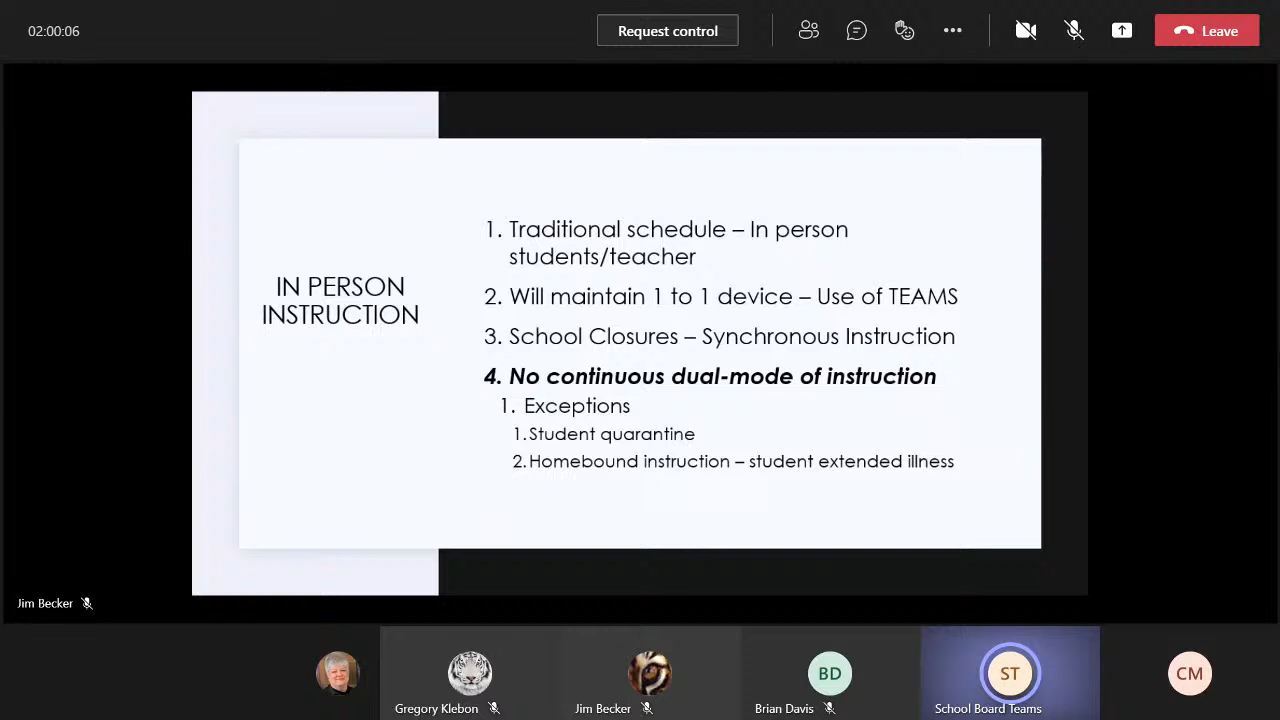 02:00:06
Request control
Leave
IN PERSON
INSTRUCTION
1. Traditional schedule – In person
students/teacher
2. Will maintain 1 to 1 device – Use of TEAMS
3. School Closures – Synchronous Instruction
4. No continuous dual-mode of instruction
1. Exceptions
1. Student quarantine
2. Homebound instruction – student extended illness
Jim Becker
BD
ST
CM
Gregory Klebon
Jim Becker
Brian Davis
School Board Teams